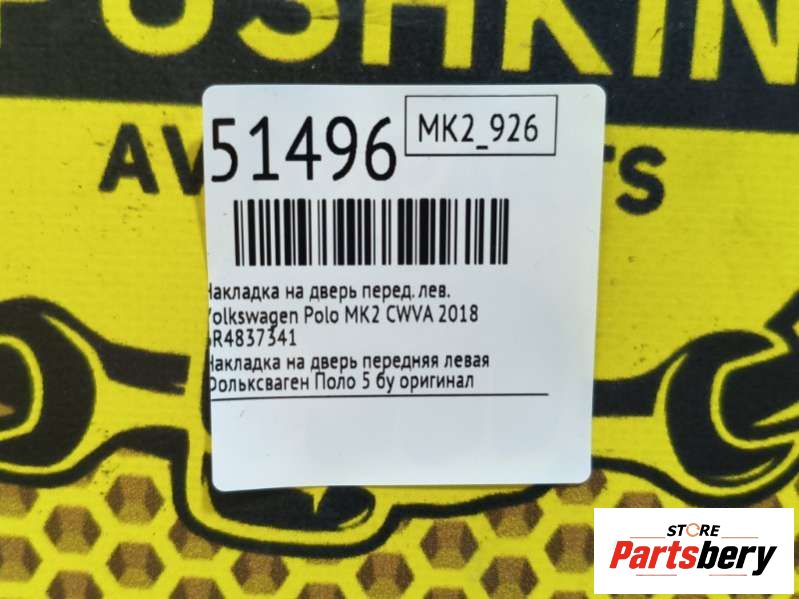 PUSHKIN
51496
MK2_926
AV TS
Накладка на дверь перед. лев.
Volkswagen Polo MK2 CWVA 2018
6R4837341
Накладка на дверь передняя левая
Фольксваген Поло 5 бу оригинал
STORE
Partsbery